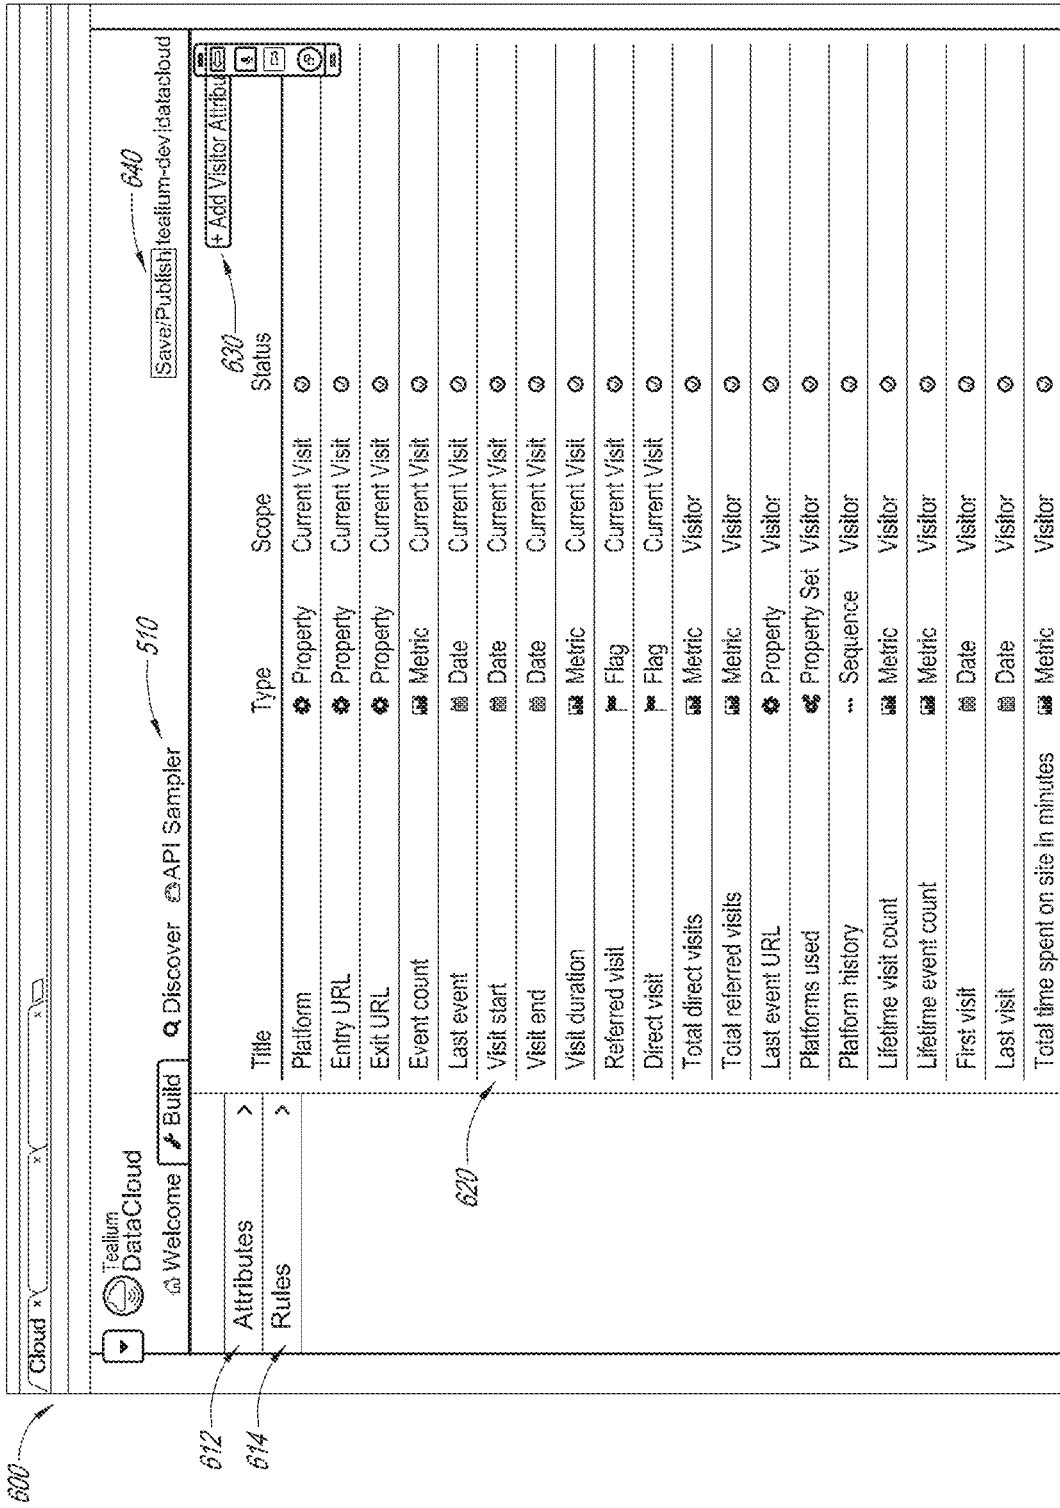 600
Cloud x
x
x
x
Tealium
DataCloud
Save/Publish tealium-dev|datacloud
640
Welcome Build Discover API Sampler
510
+ Add Visitor Attribu
630
612
Attributes >
614
Rules >
620
Title Type Scope Status
Platform Property Current Visit
Entry URL Property Current Visit
Exit URL Property Current Visit
Event count Metric Current Visit
Last event Date Current Visit
Visit start Date Current Visit
Visit end Date Current Visit
Visit duration Metric Current Visit
Referred visit Flag Current Visit
Direct visit Flag Current Visit
Total direct visits Metric Visitor
Total referred visits Metric Visitor
Last event URL Property Visitor
Platforms used Property Set Visitor
Platform history Sequence Visitor
Lifetime visit count Metric Visitor
Lifetime event count Metric Visitor
First visit Date Visitor
Last visit Date Visitor
Total time spent on site in minutes Metric Visitor